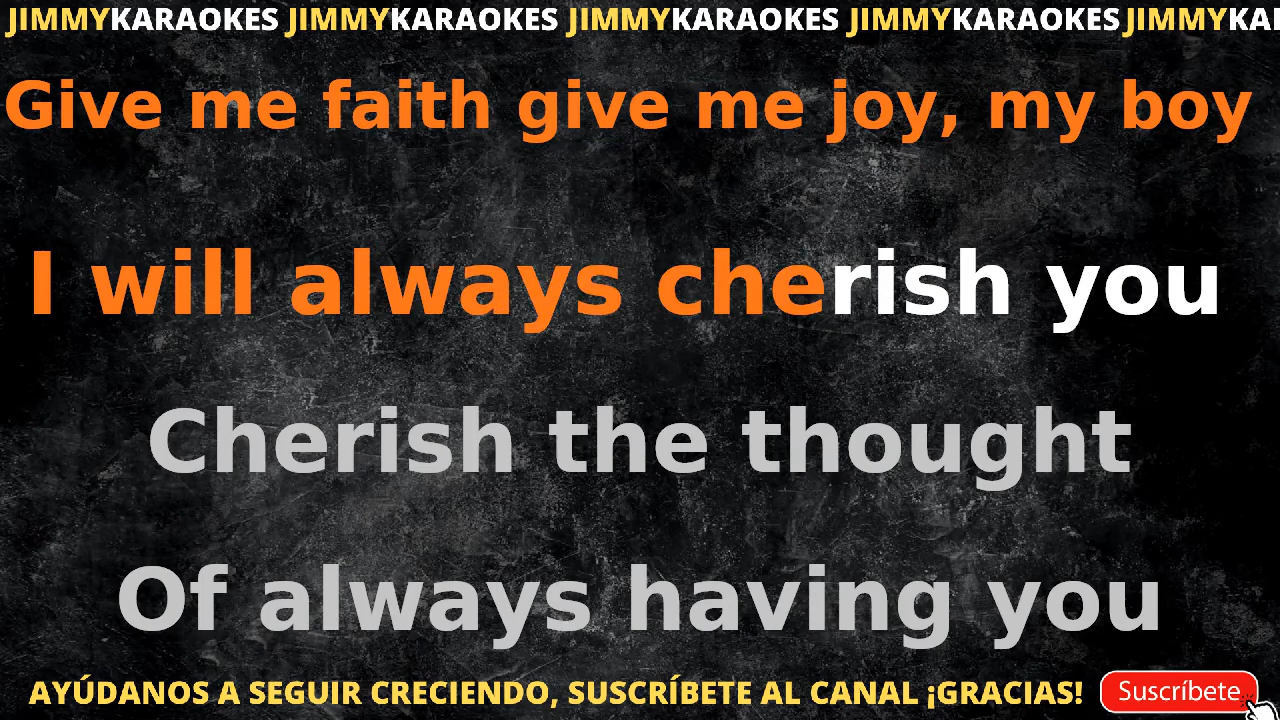 JIMMYKARAOKES JIMMYKARAOKES JIMMYKARAOKES JIMMYKARAOKES JIMMYKA
Give me faith give me joy, my boy
I will always cherish you
Cherish the thought
Of always having you
AYÚDANOS A SEGUIR CRECIENDO, SUSCRÍBETE AL CANAL ¡GRACIAS! Suscríbete